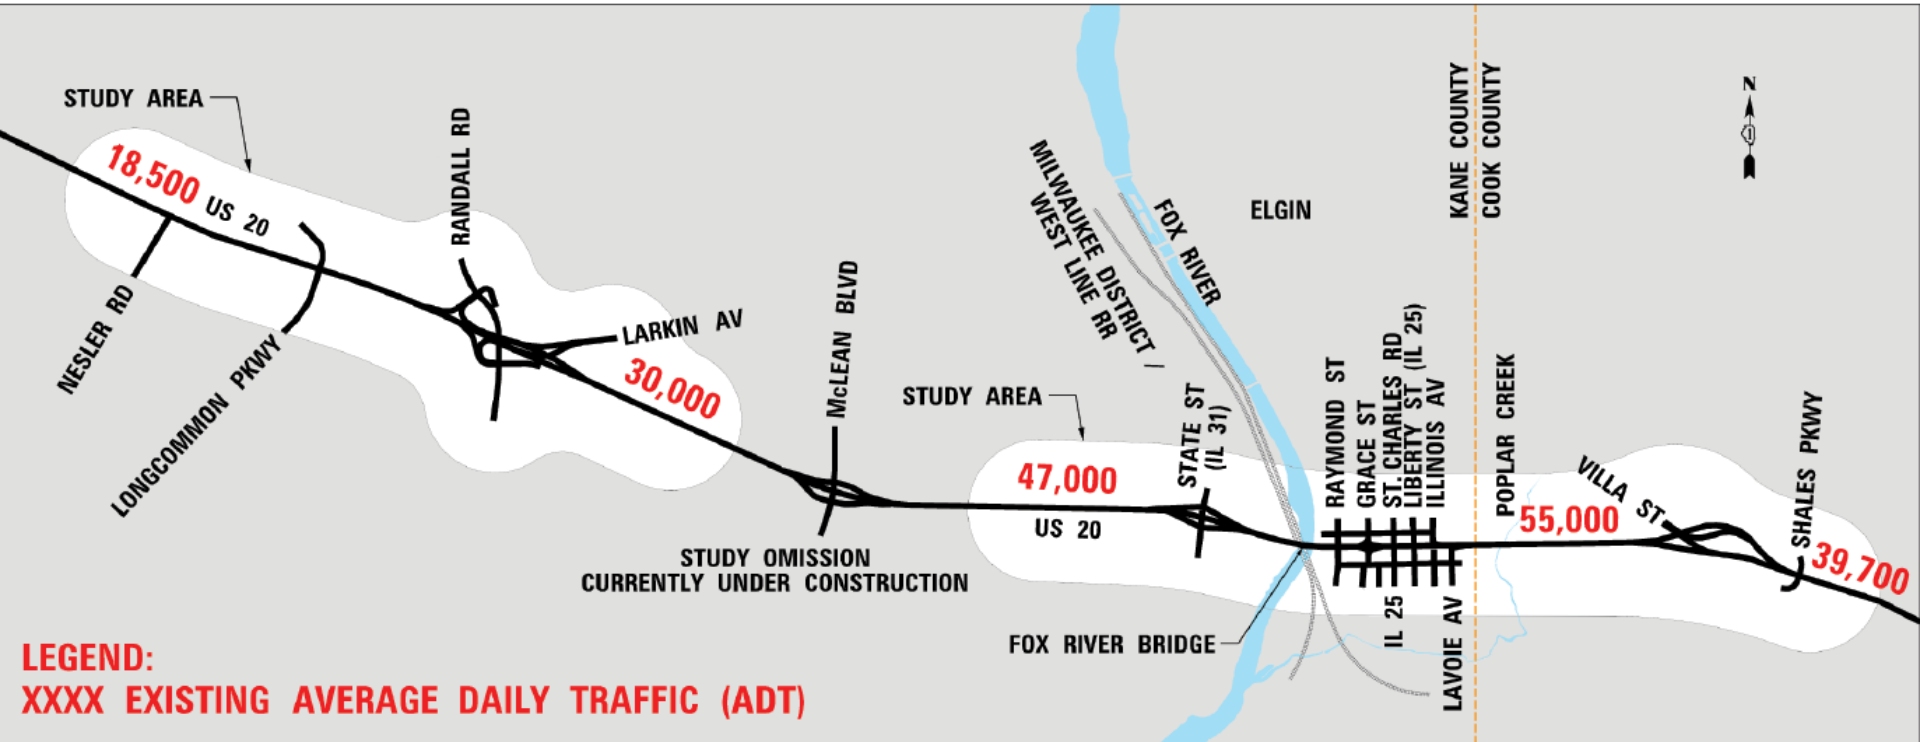 STUDY AREA
18,500
US 20
NESLER RD
LONGCOMMON PKWY
RANDALL RD
LARKIN AV
30,000
McLEAN BLVD
STUDY OMISSION
CURRENTLY UNDER CONSTRUCTION
STUDY AREA
47,000
US 20
STATE ST
(IL 31)
MILWAUKEE DISTRICT
WEST LINE RR
FOX RIVER
ELGIN
FOX RIVER BRIDGE
RAYMOND ST
GRACE ST
ST. CHARLES RD
LIBERTY ST (IL 25)
ILLINOIS AV
IL 25
LAVOIE AV
KANE COUNTY
COOK COUNTY
POPLAR CREEK
55,000
VILLA ST
SHALES PKWY
39,700
N
LEGEND:
XXXX EXISTING AVERAGE DAILY TRAFFIC (ADT)